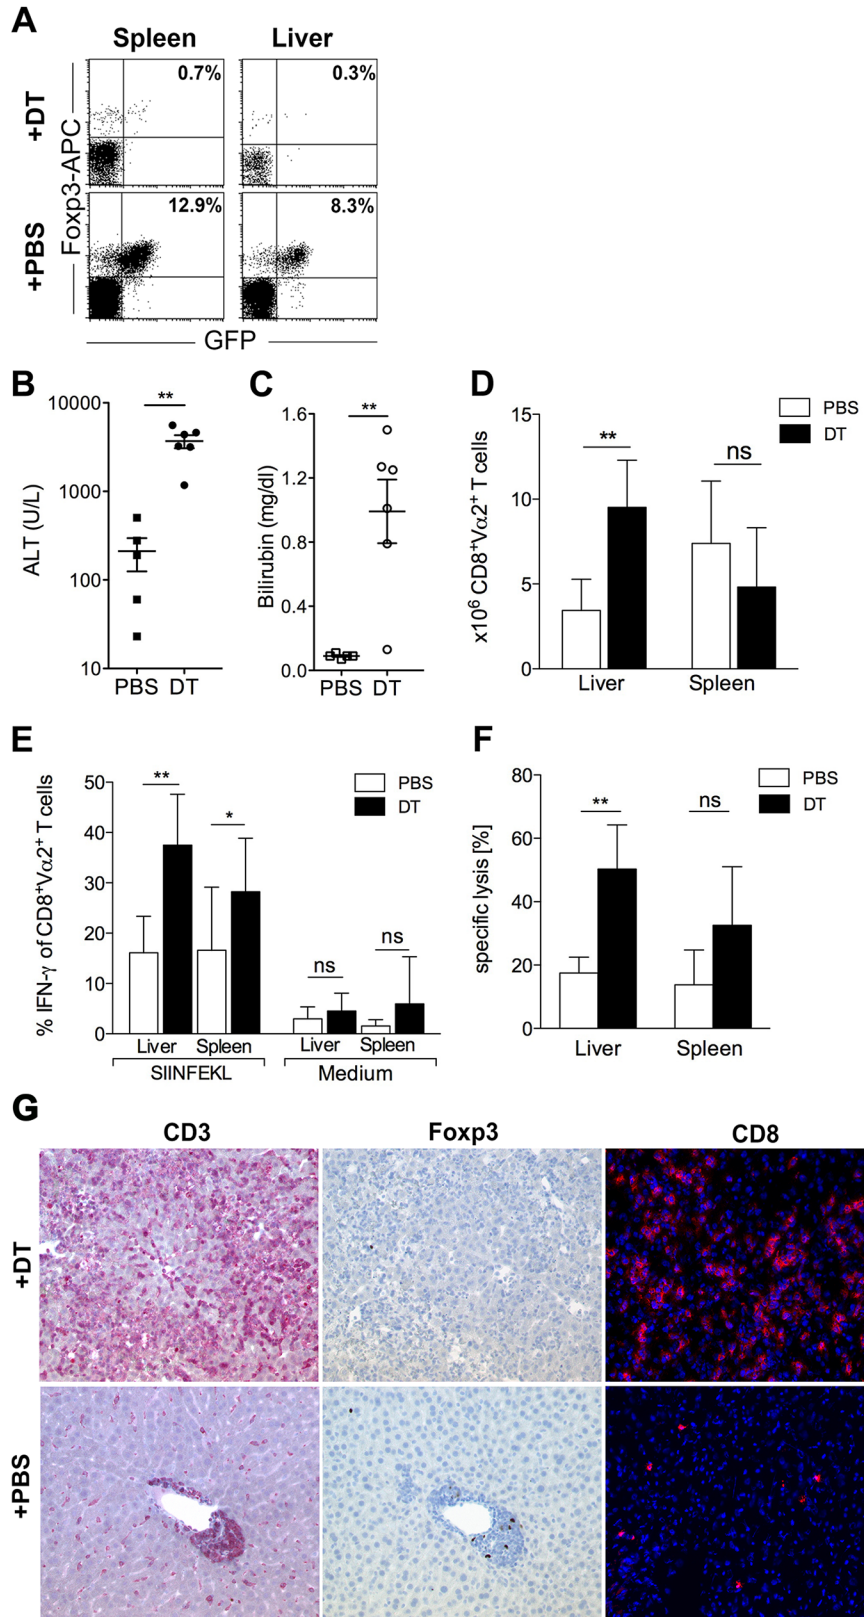 A
Spleen
Liver
+DT
0.7%
0.3%
Foxp3-APC
+PBS
12.9%
8.3%
GFP
B
**
ALT (U/L)
10000
1000
100
10
PBS
DT
C
**
Bilirubin (mg/dl)
1.6
1.2
0.8
0.4
0.0
PBS
DT
D
PBS
DT
x10⁶ CD8⁺Vα2⁺ T cells
15
10
5
0
**
ns
Liver
Spleen
E
PBS
DT
% IFN-γ of CD8⁺Vα2⁺ T cells
50
40
30
20
10
0
**
*
ns
ns
Liver
Spleen
Liver
Spleen
SIINFEKL
Medium
F
PBS
DT
specific lysis [%]
80
60
40
20
0
**
ns
Liver
Spleen
G
CD3
Foxp3
CD8
+DT
+PBS